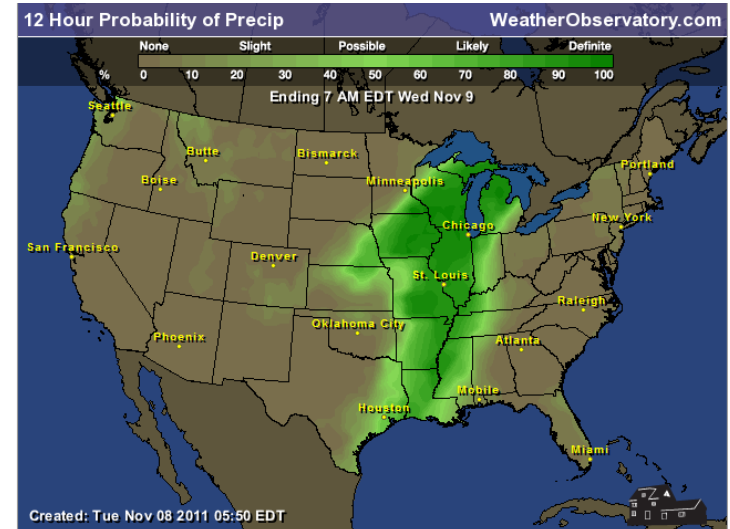 12 Hour Probability of Precip WeatherObservatory.com
None Slight Possible Likely Definite
% 0 10 20 30 40 50 60 70 80 90 100
Ending 7 AM EDT Wed Nov 9
Seattle
Butte
Bismarck
Portland
Boise
Minneapolis
New York
Chicago
San Francisco
Denver
St. Louis
Raleigh
Oklahoma City
Phoenix
Atlanta
Mobile
Houston
Miami
Created: Tue Nov 08 2011 05:50 EDT